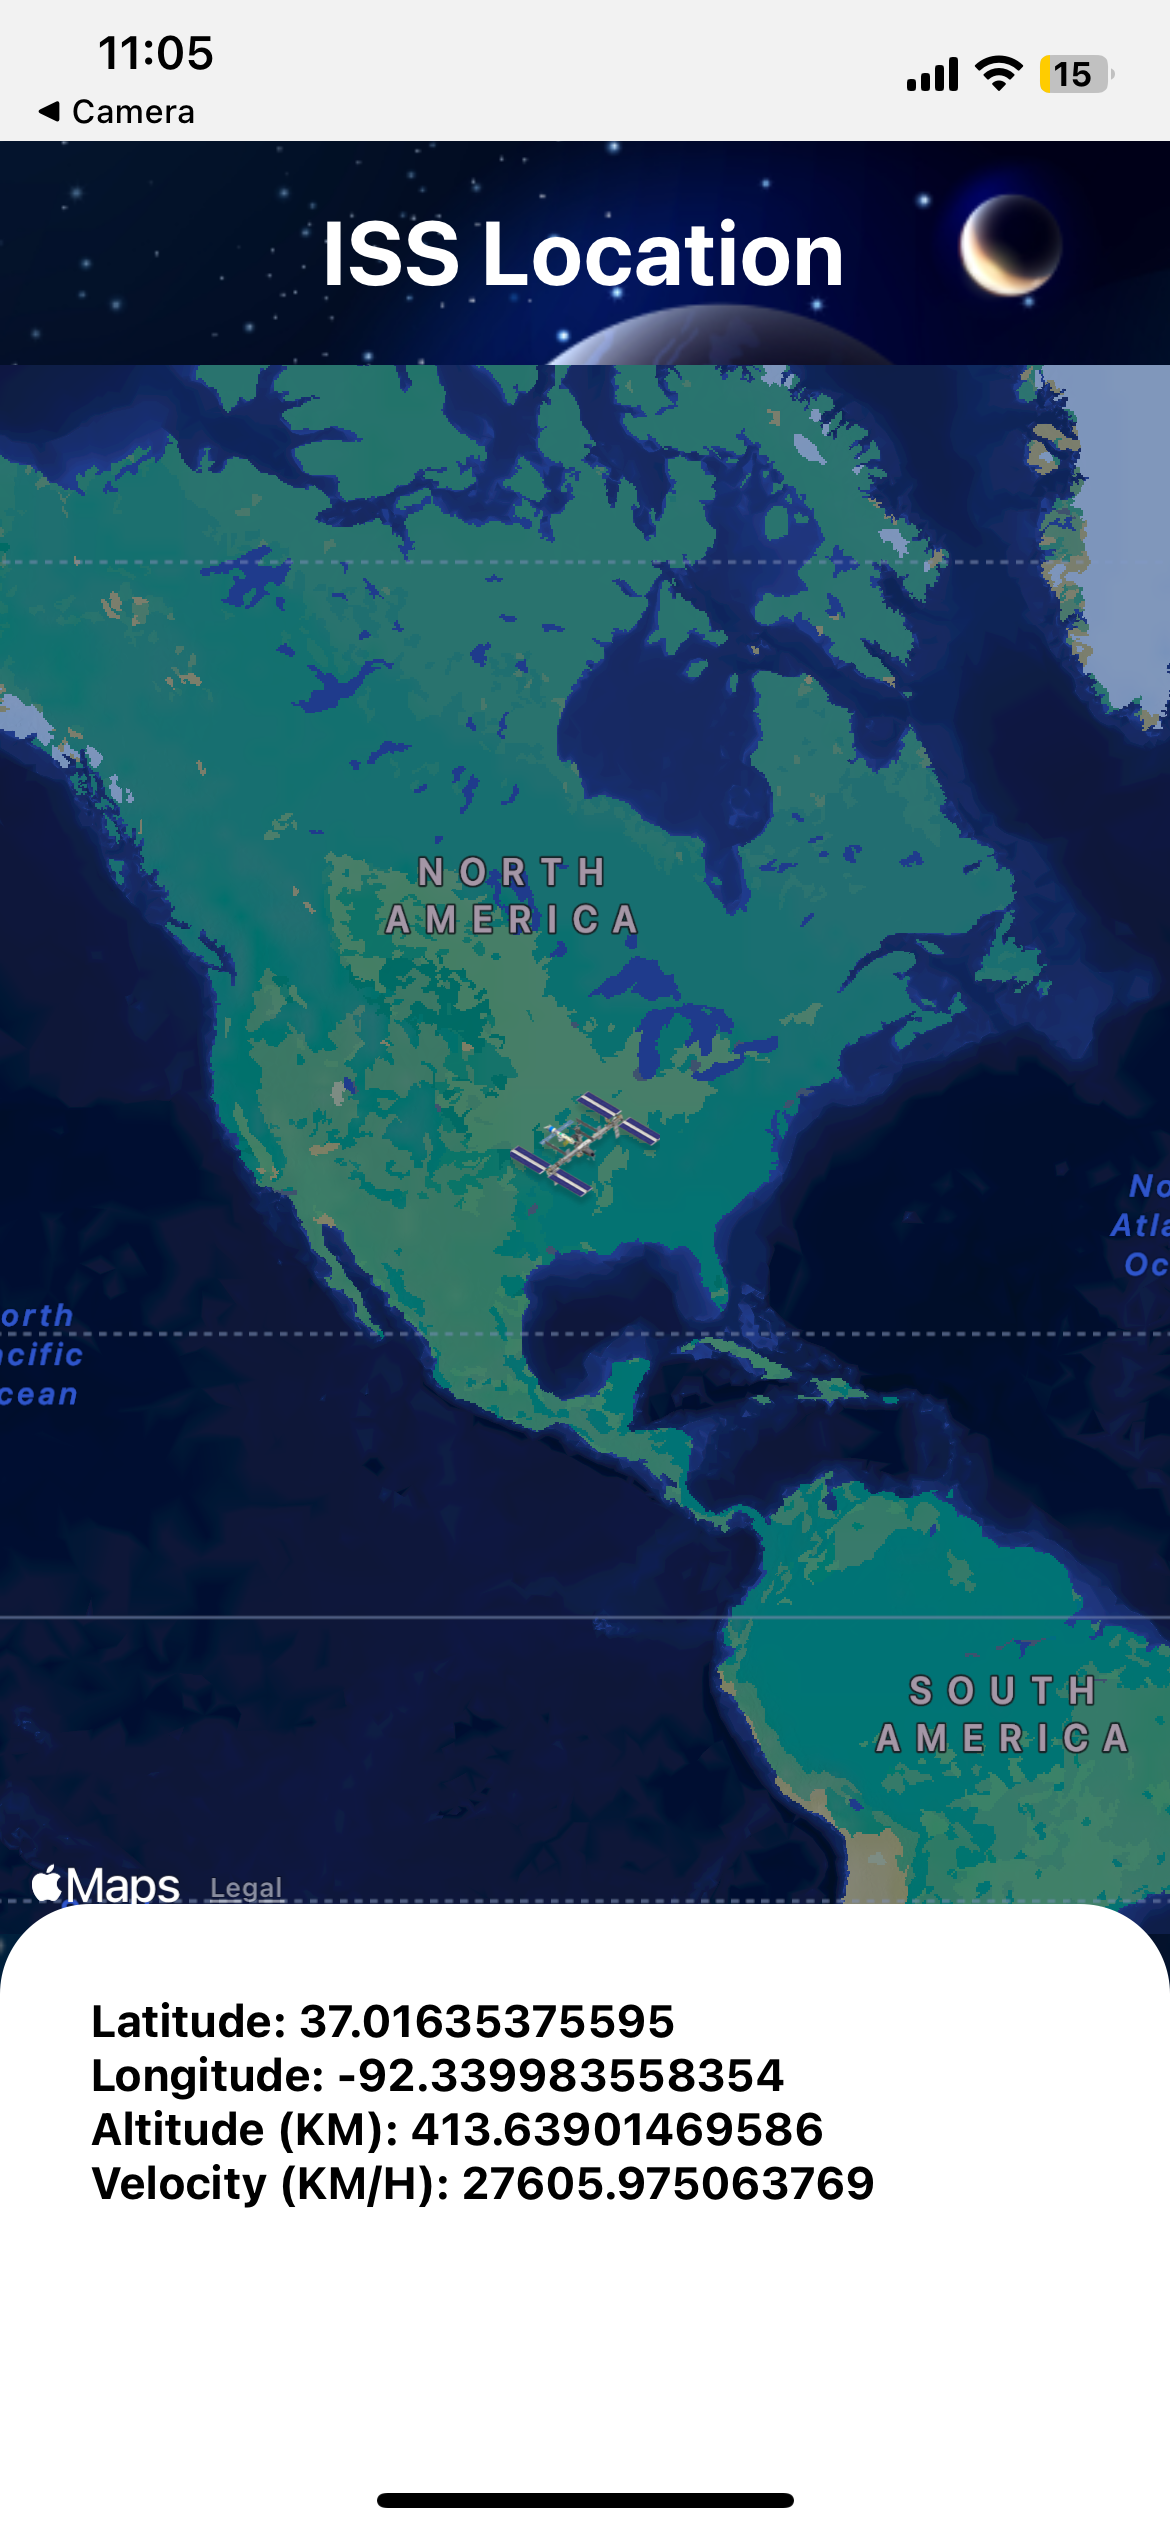 11:05
15
◀ Camera
ISS Location
NORTH
AMERICA
No
Atla
Oc
orth
acific
cean
SOUTH
AMERICA
Maps Legal
Latitude: 37.01635375595
Longitude: -92.339983558354
Altitude (KM): 413.63901469586
Velocity (KM/H): 27605.975063769